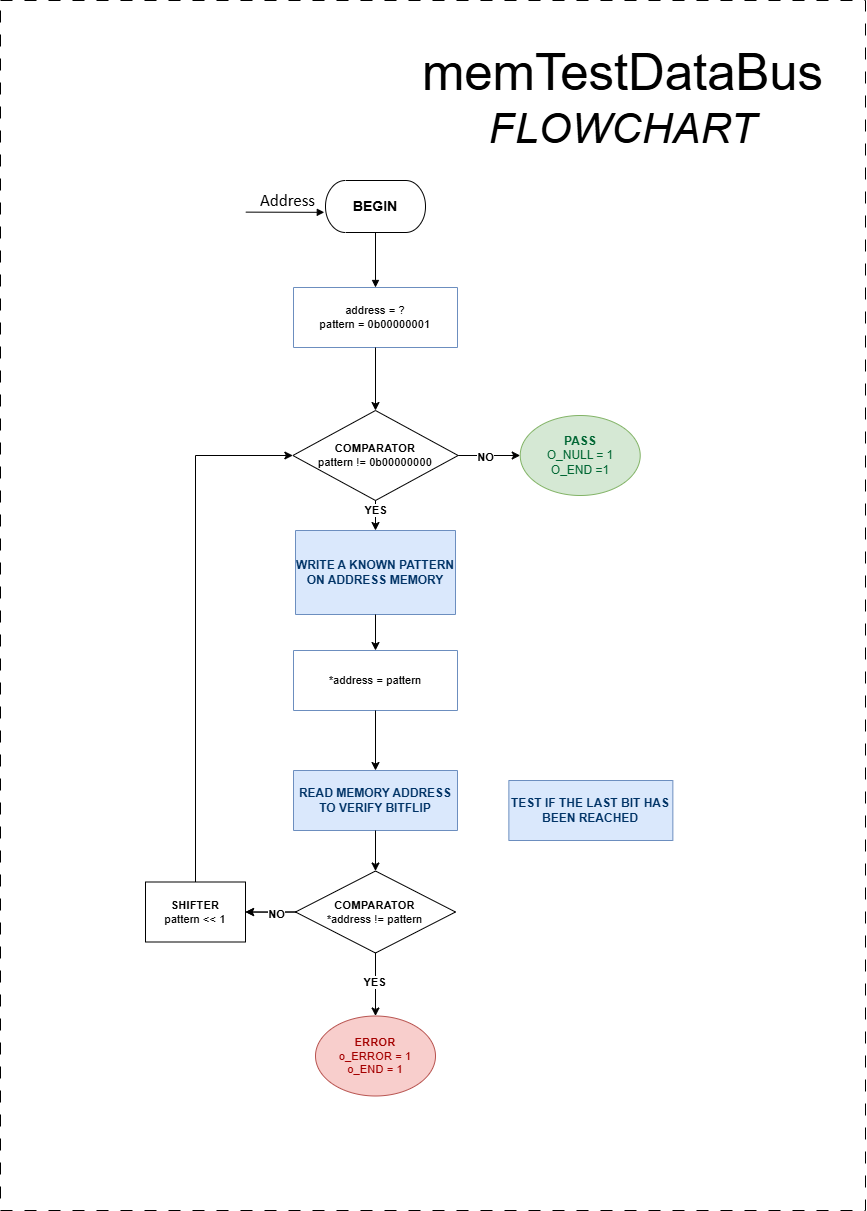 memTestDataBus
FLOWCHART
Address
BEGIN
address = ?
pattern = 0b00000001
COMPARATOR
pattern != 0b00000000
NO
PASS
O_NULL = 1
O_END =1
YES
WRITE A KNOWN PATTERN
ON ADDRESS MEMORY
*address = pattern
READ MEMORY ADDRESS
TO VERIFY BITFLIP
TEST IF THE LAST BIT HAS
BEEN REACHED
SHIFTER
pattern << 1
NO
COMPARATOR
*address != pattern
YES
ERROR
o_ERROR = 1
o_END = 1